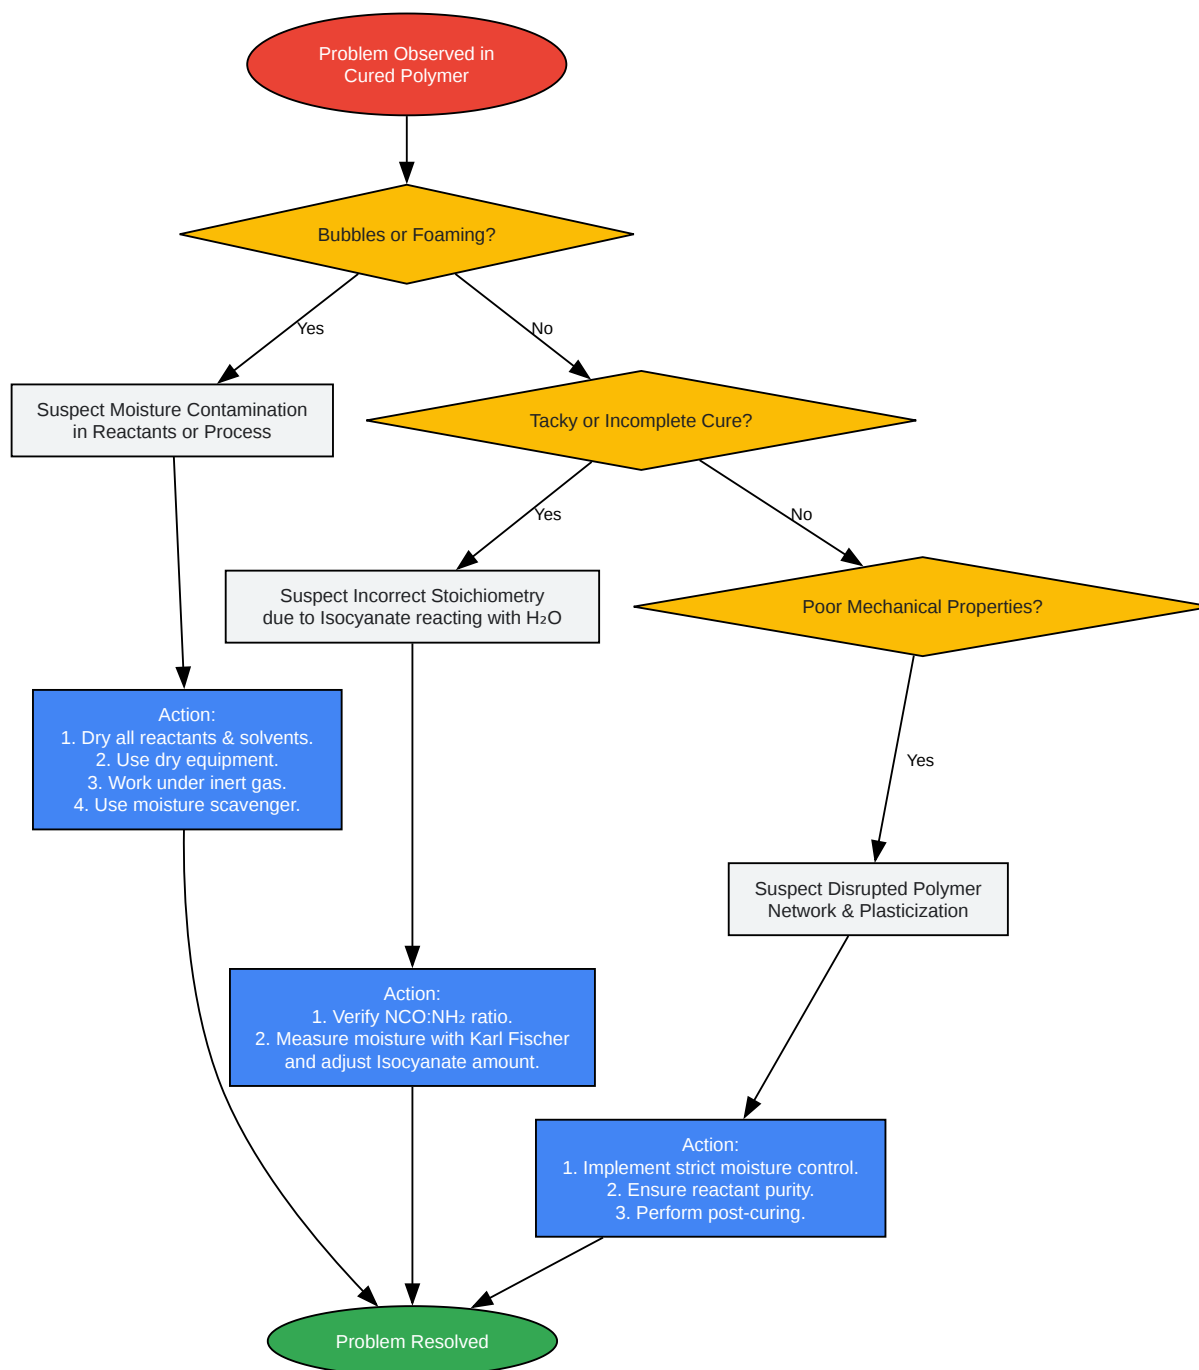 Problem Observed in
Cured Polymer
Bubbles or Foaming?
Yes
No
Suspect Moisture Contamination
in Reactants or Process
Tacky or Incomplete Cure?
Yes
No
Suspect Incorrect Stoichiometry
due to Isocyanate reacting with H₂O
Poor Mechanical Properties?
Action:
1. Dry all reactants & solvents.
2. Use dry equipment.
3. Work under inert gas.
4. Use moisture scavenger.
Yes
Suspect Disrupted Polymer
Network & Plasticization
Action:
1. Verify NCO:NH₂ ratio.
2. Measure moisture with Karl Fischer
and adjust Isocyanate amount.
Action:
1. Implement strict moisture control.
2. Ensure reactant purity.
3. Perform post-curing.
Problem Resolved